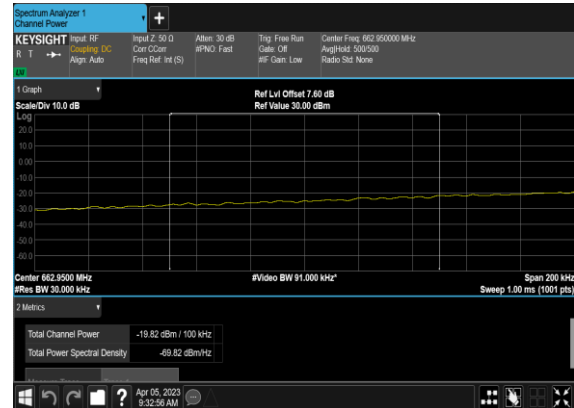 Spectrum Analyzer 1
Channel Power
+
KEYSIGHT Input: RF
R T
Coupling: DC
Align: Auto
Input Z: 50 Ω
Corr CCorr
Freq Ref: Int (S)
Atten: 30 dB
#PNO: Fast
Trig: Free Run
Gate: Off
#IF Gain: Low
Center Freq: 662.950000 MHz
Avg|Hold: 500/500
Radio Std: None
1 Graph
Scale/Div 10.0 dB
Ref Lvl Offset 7.60 dB
Ref Value 30.00 dBm
Log
20.0
10.0
0.00
-10.0
-20.0
-30.0
-40.0
-50.0
-60.0
Center 662.9500 MHz
#Res BW 30.000 kHz
#Video BW 91.000 kHz*
Span 200 kHz
Sweep 1.00 ms (1001 pts)
2 Metrics
Total Channel Power -19.82 dBm / 100 kHz
Total Power Spectral Density -69.82 dBm/Hz
?
Apr 05, 2023
9:32:56 AM